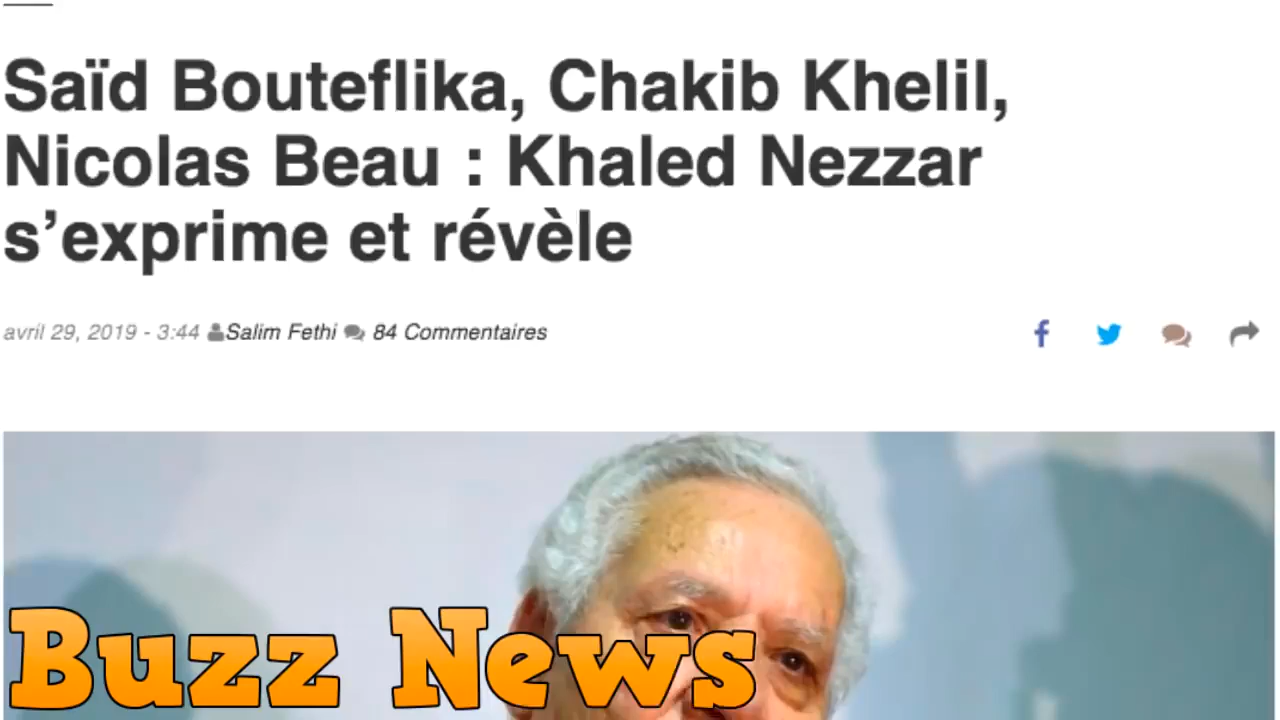 Saïd Bouteflika, Chakib Khelil,
Nicolas Beau : Khaled Nezzar
s’exprime et révèle
avril 29, 2019 - 3:44 Salim Fethi 84 Commentaires
Buzz News